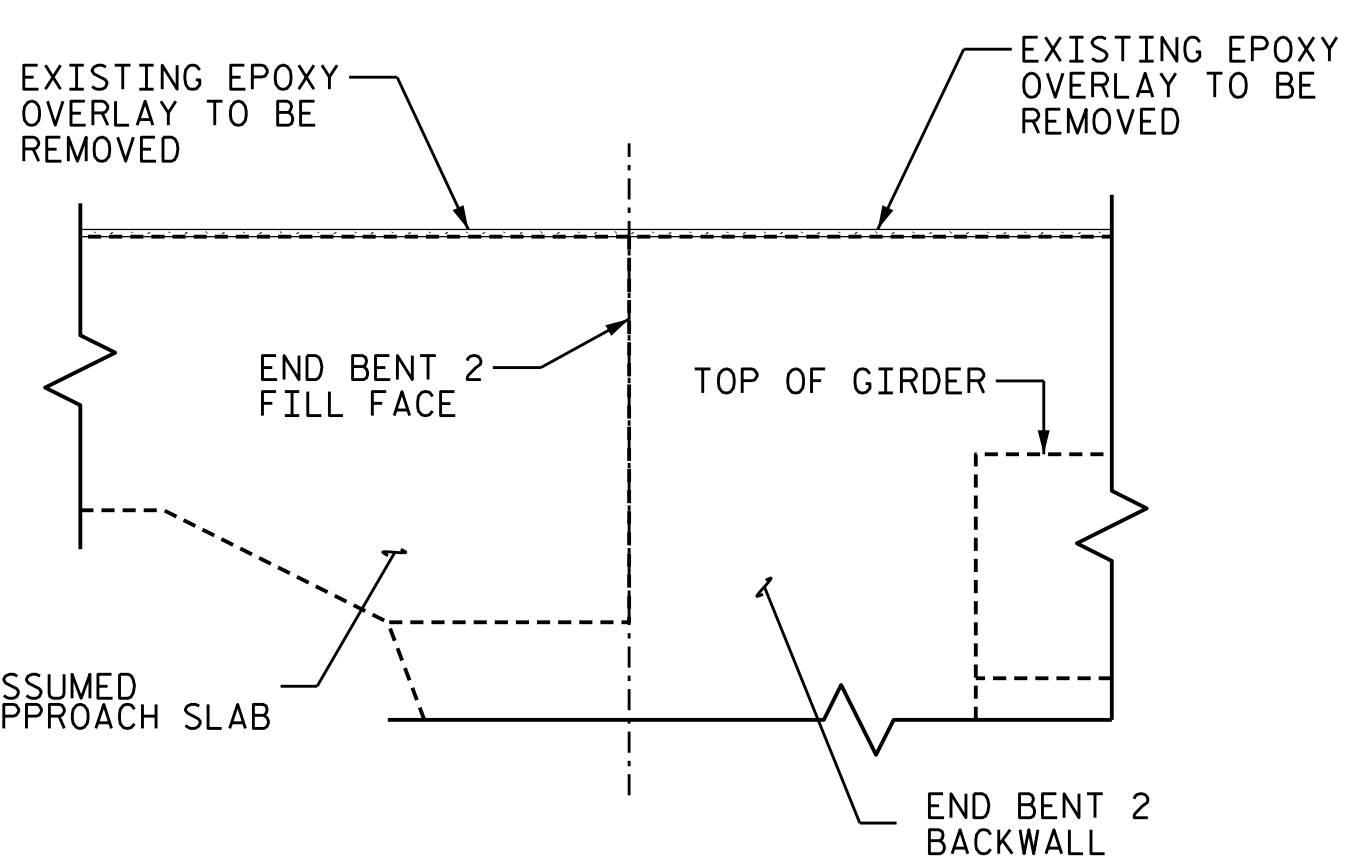 EXISTING EPOXY
OVERLAY TO BE
REMOVED
EXISTING EPOXY
OVERLAY TO BE
REMOVED
END BENT 2
FILL FACE
TOP OF GIRDER
SSUMED
PPROACH SLAB
END BENT 2
BACKWALL